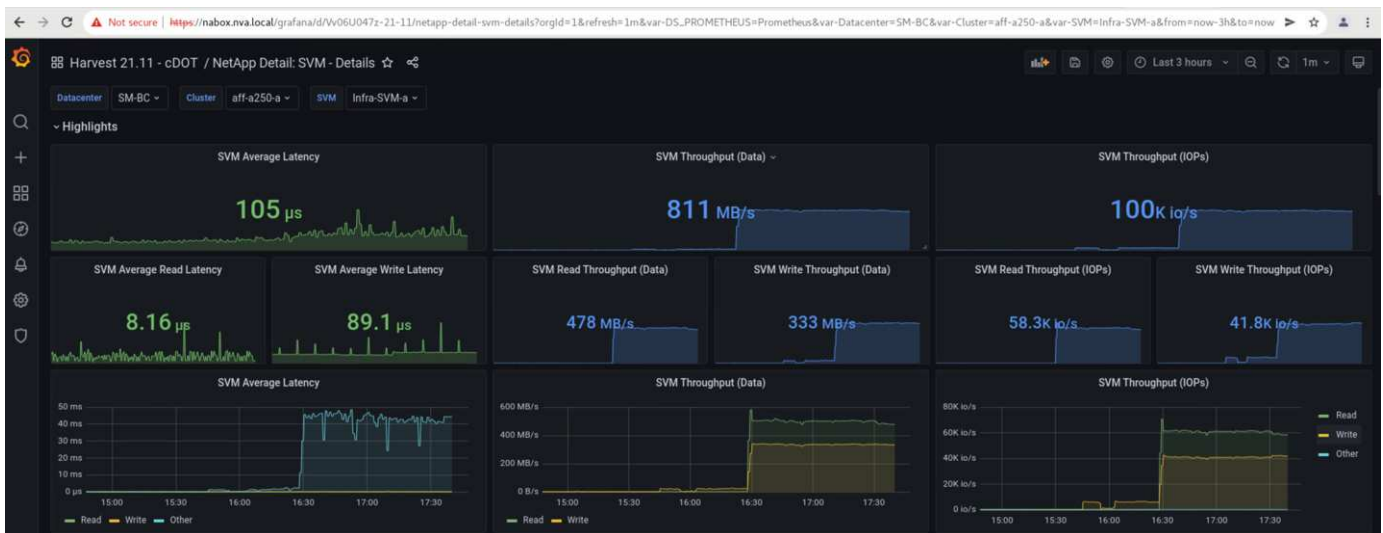 Not secure | https://nabox.nva.local/grafana/d/Vv06U047z-21-11/netapp-detail-svm-details?orgId=1&refresh=1m&var-DS_PROMETHEUS=Prometheus&var-Datacenter=SM-BC&var-Cluster=aff-a250-a&var-SVM=Infra-SVM-a&from=now-3h&to=now
Harvest 21.11 - cDOT / NetApp Detail: SVM - Details
Last 3 hours
1m
Datacenter SM-BC Cluster aff-a250-a SVM Infra-SVM-a
Highlights
SVM Average Latency
SVM Throughput (Data)
SVM Throughput (IOPs)
105 µs
811 MB/s
100K io/s
SVM Average Read Latency
SVM Average Write Latency
SVM Read Throughput (Data)
SVM Write Throughput (Data)
SVM Read Throughput (IOPs)
SVM Write Throughput (IOPs)
8.16 µs
89.1 µs
478 MB/s
333 MB/s
58.3K io/s
41.8K io/s
SVM Average Latency
50 ms
40 ms
30 ms
20 ms
10 ms
0 µs
15:00 15:30 16:00 16:30 17:00 17:30
Read Write Other
SVM Throughput (Data)
600 MB/s
400 MB/s
200 MB/s
0 B/s
15:00 15:30 16:00 16:30 17:00 17:30
Read Write
SVM Throughput (IOPs)
80K io/s
60K io/s
40K io/s
20K io/s
0 io/s
15:00 15:30 16:00 16:30 17:00 17:30
Read
Write
Other